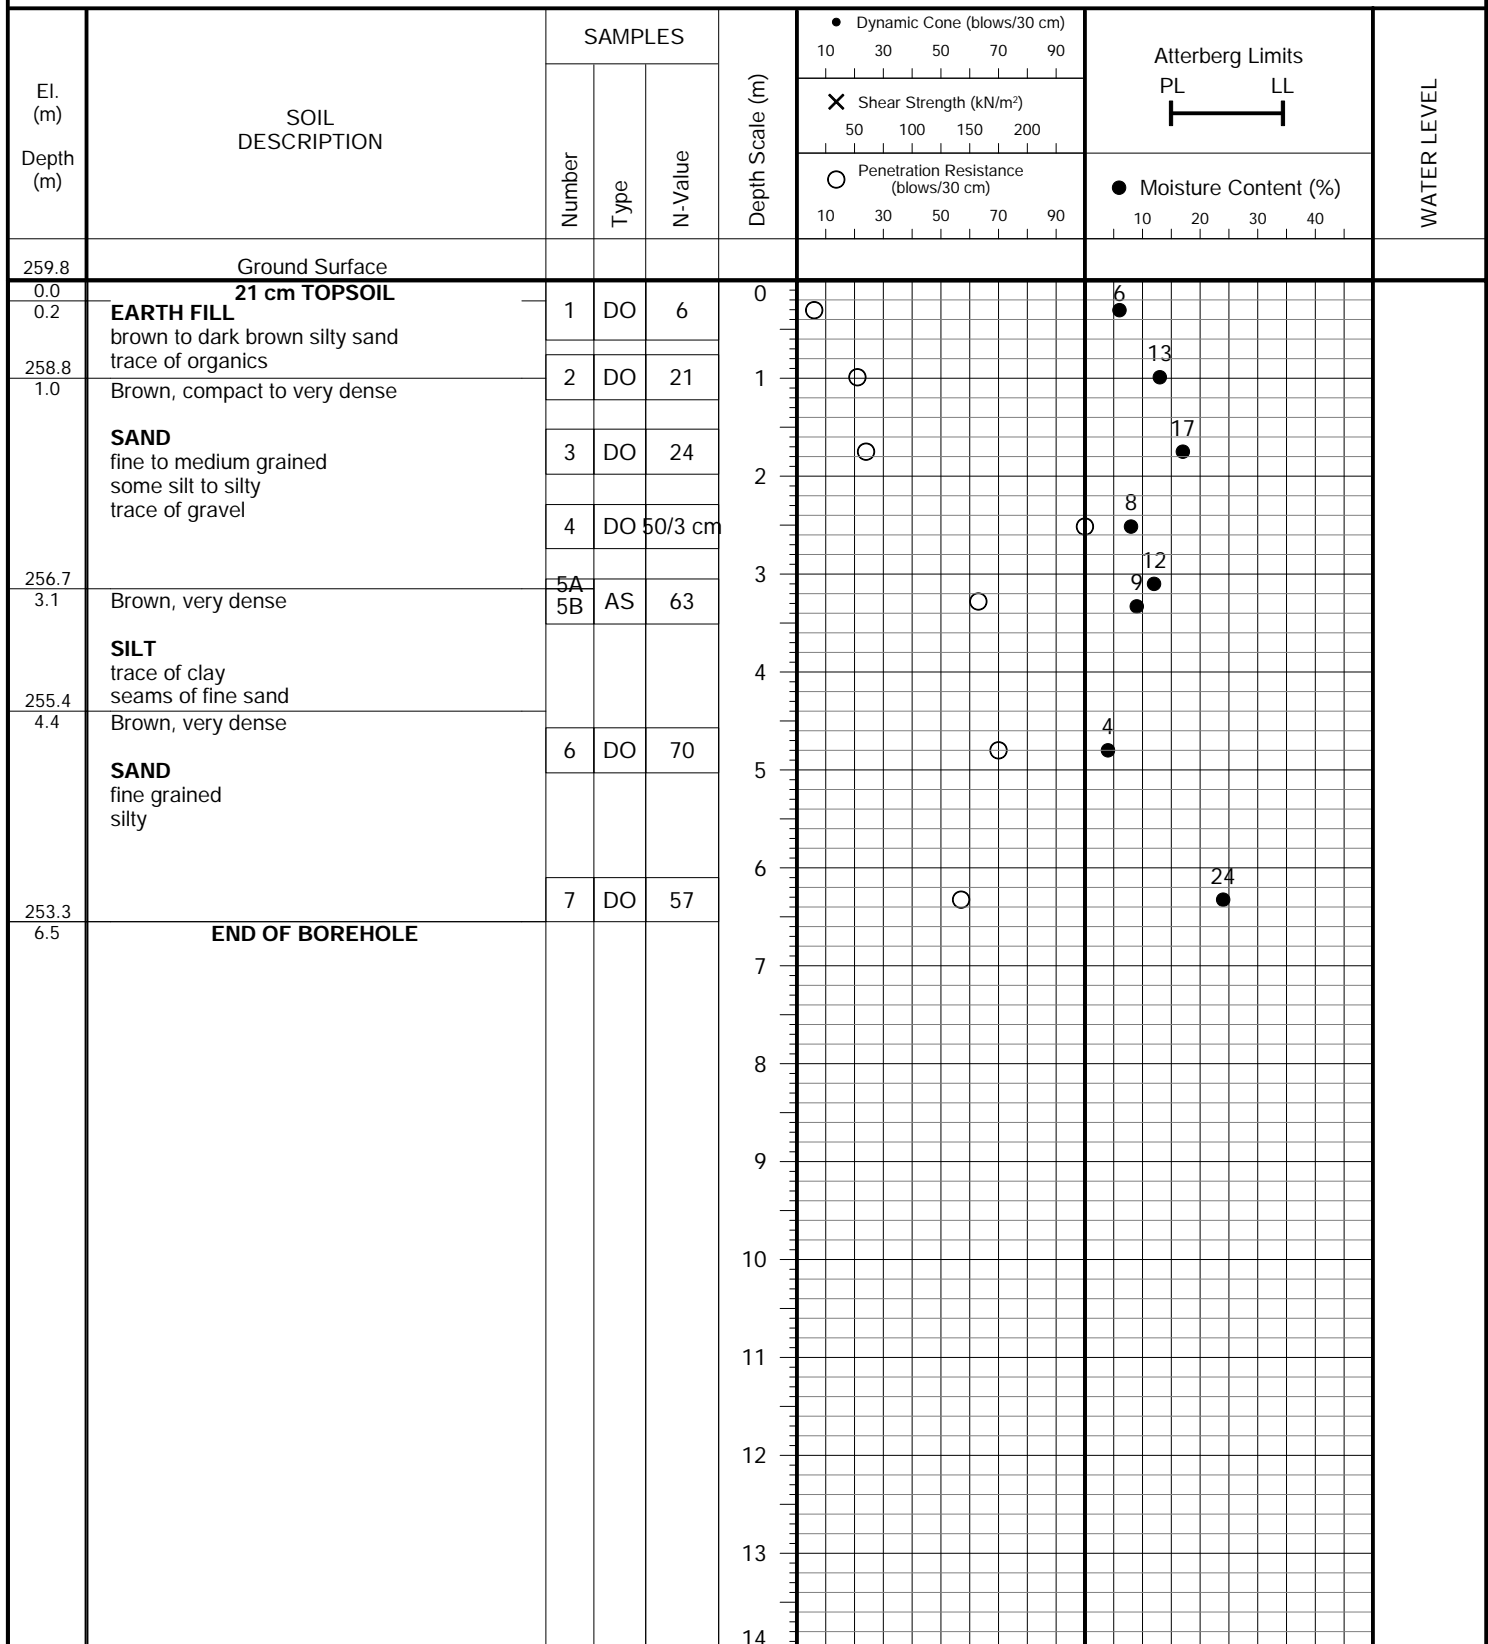 El.
(m)
Depth
(m)
SOIL
DESCRIPTION
SAMPLES
Number
Type
N-Value
Depth Scale (m)
Dynamic Cone (blows/30 cm)
10 30 50 70 90
Shear Strength (kN/m²)
50 100 150 200
Penetration Resistance
(blows/30 cm)
10 30 50 70 90
Atterberg Limits
PL LL
Moisture Content (%)
10 20 30 40
WATER LEVEL
259.8 Ground Surface
0.0 21 cm TOPSOIL 0 6
0.2 EARTH FILL 1 DO 6
brown to dark brown silty sand
trace of organics 13
258.8 2 DO 21 1
1.0 Brown, compact to very dense
17
SAND 3 DO 24
fine to medium grained
some silt to silty 2
trace of gravel 8
4 DO 50/3 cm
12
256.7 5A 3 9
3.1 Brown, very dense 5B AS 63
SILT
trace of clay 4
seams of fine sand
255.4
4.4 Brown, very dense 4
6 DO 70
SAND 5
fine grained
silty
6 24
253.3 7 DO 57
6.5 END OF BOREHOLE
7
8
9
10
11
12
13
14